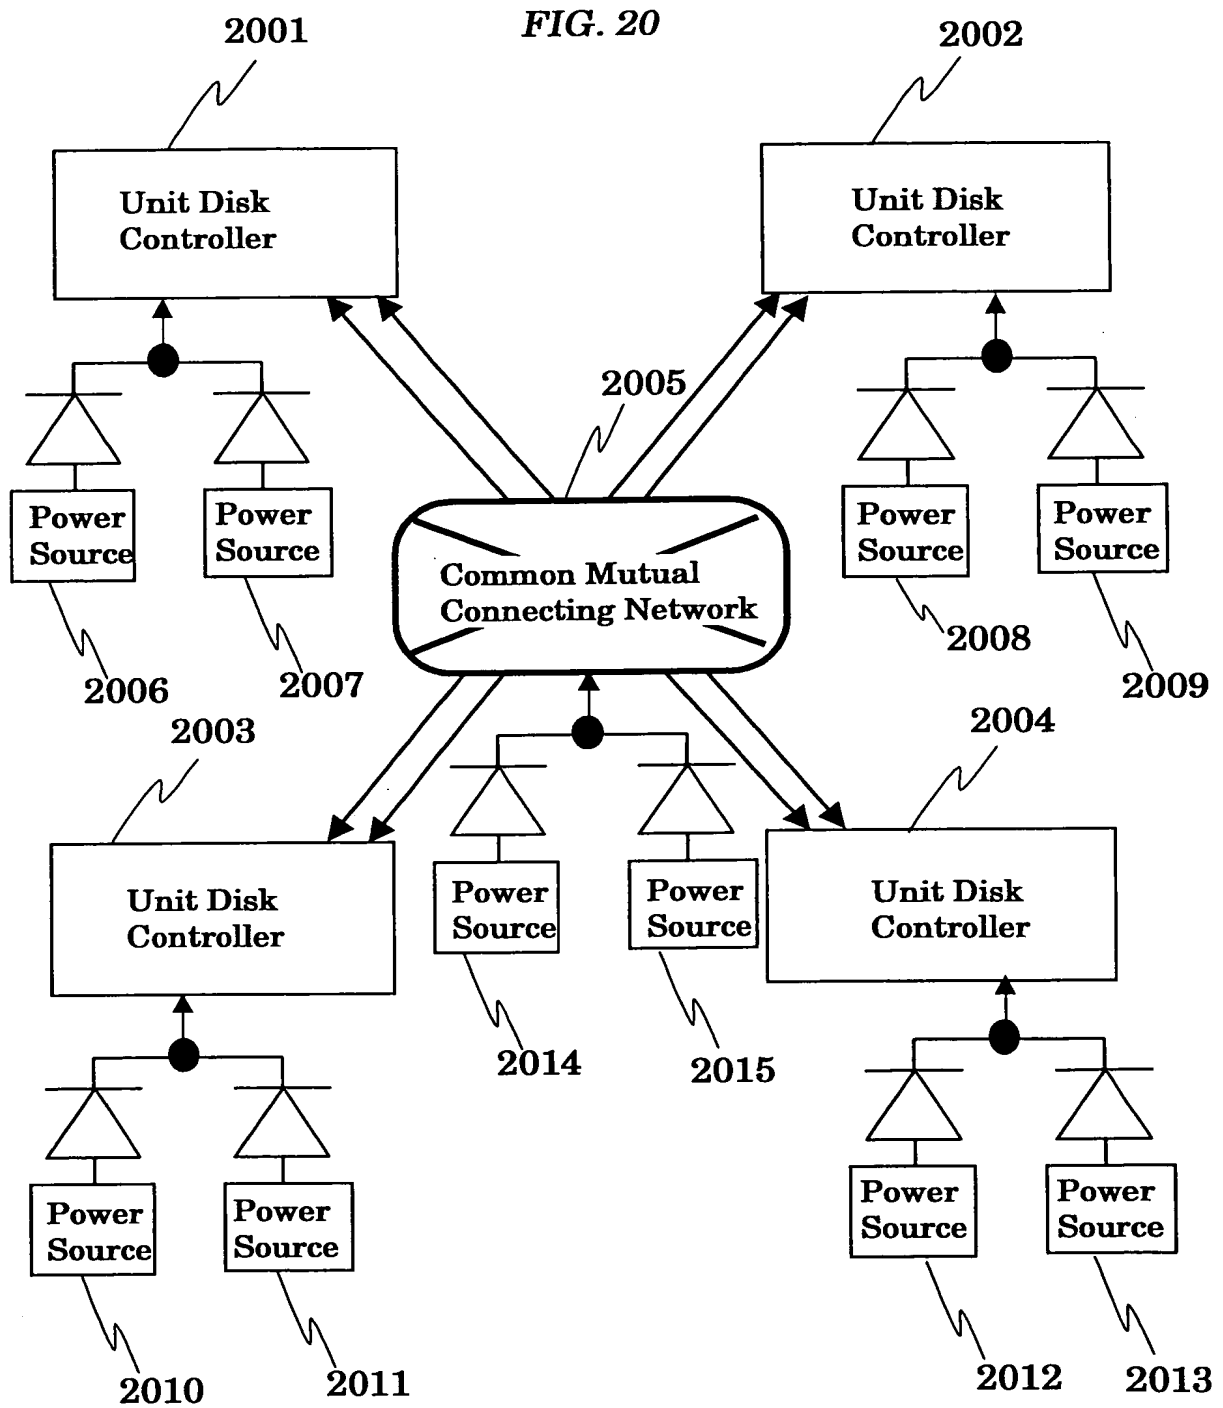 FIG. 20
2001
2002
Unit Disk
Controller
Unit Disk
Controller
2005
Power
Source
Power
Source
Power
Source
Power
Source
Common Mutual
Connecting Network
2006
2007
2008
2009
2003
2004
Unit Disk
Controller
Power
Source
Power
Source
Unit Disk
Controller
2014
2015
Power
Source
Power
Source
Power
Source
Power
Source
2010
2011
2012
2013